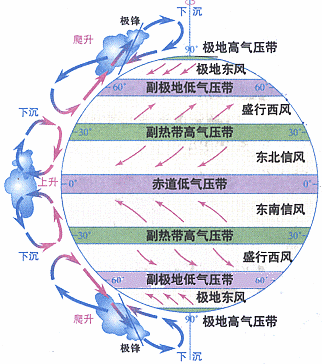 下
沉
极锋
爬升
90°
极地高气压带
极地东风
60° 副极地低气压带 60°
盛行西风
下沉
30° 副热带高气压带 30°
东北信风
上升
0° 赤道低气压带 0°
东南信风
30° 副热带高气压带 30°
下沉
盛行西风
60° 副极地低气压带 60°
极地东风
爬升
90°
极地高气压带
极锋
下
沉